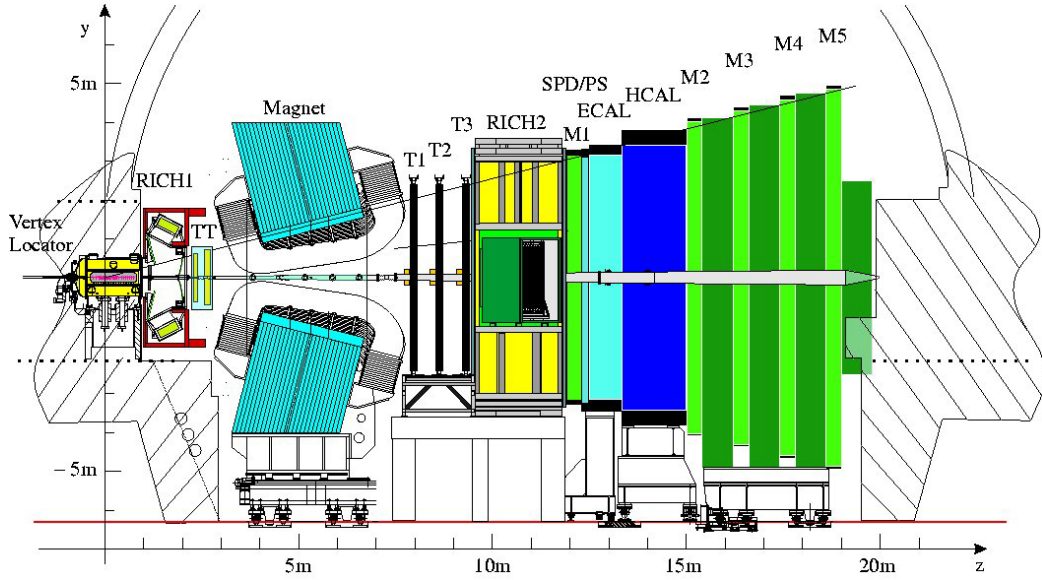 y
5m
M5
M4
M3
M2
SPD/PS
HCAL
ECAL
Magnet
T3
RICH2
M1
T2
T1
RICH1
TT
Vertex
Locator
−5m
5m
10m
15m
20m
z